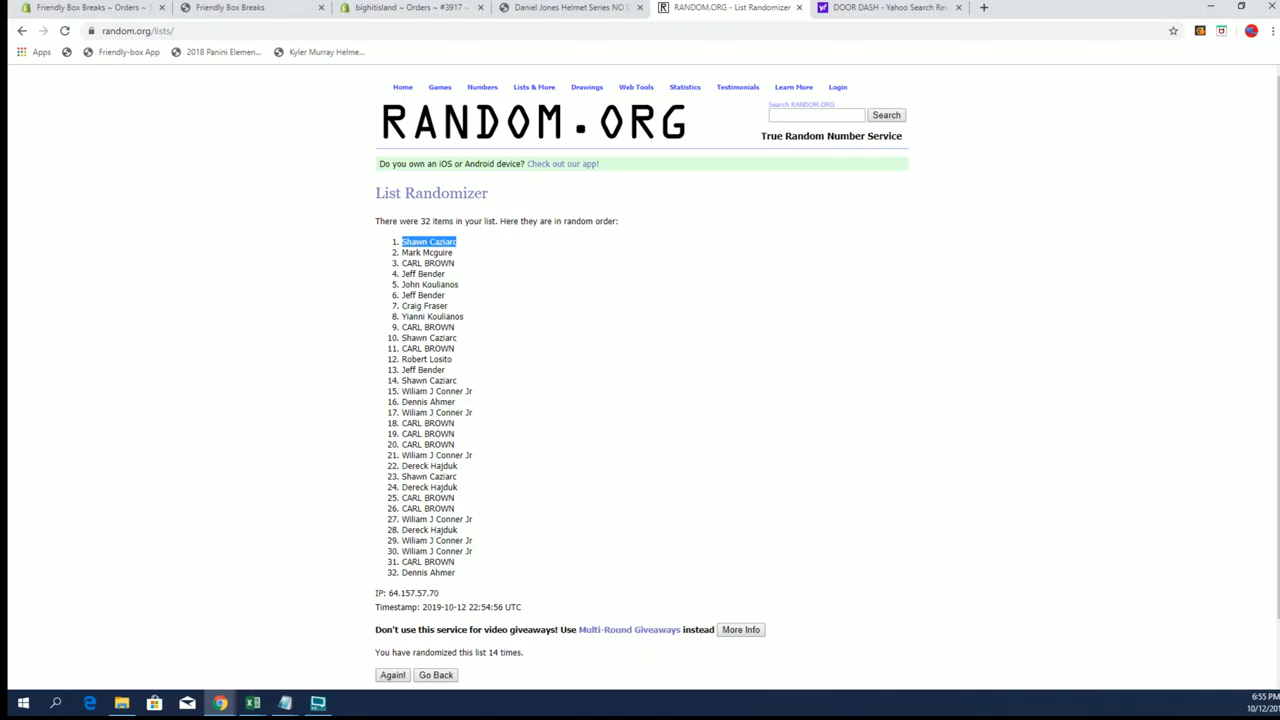 Friendly Box Breaks ~ Orders ~ S
Friendly Box Breaks
bighitisland ~ Orders ~ #3917 ~
Daniel Jones Helmet Series NO D
RANDOM.ORG - List Randomizer
DOOR DASH - Yahoo Search Res
random.org/lists/
Apps
Friendly-box App
2018 Panini Elemen...
Kyler Murray Helme...
Home
Games
Numbers
Lists & More
Drawings
Web Tools
Statistics
Testimonials
Learn More
Login
RANDOM.ORG
Search RANDOM.ORG
Search
True Random Number Service
Do you own an iOS or Android device? Check out our app!
List Randomizer
There were 32 items in your list. Here they are in random order:
1. Shawn Caziarc
2. Mark Mcguire
3. CARL BROWN
4. Jeff Bender
5. John Koulianos
6. Jeff Bender
7. Craig Fraser
8. Yianni Koulianos
9. CARL BROWN
10. Shawn Caziarc
11. CARL BROWN
12. Robert Losito
13. Jeff Bender
14. Shawn Caziarc
15. Wiliam J Conner Jr
16. Dennis Ahmer
17. Wiliam J Conner Jr
18. CARL BROWN
19. CARL BROWN
20. CARL BROWN
21. Wiliam J Conner Jr
22. Dereck Hajduk
23. Shawn Caziarc
24. Dereck Hajduk
25. CARL BROWN
26. CARL BROWN
27. Wiliam J Conner Jr
28. Dereck Hajduk
29. Wiliam J Conner Jr
30. Wiliam J Conner Jr
31. CARL BROWN
32. Dennis Ahmer
IP: 64.157.57.70
Timestamp: 2019-10-12 22:54:56 UTC
Don't use this service for video giveaways! Use Multi-Round Giveaways instead More Info
You have randomized this list 14 times.
Again! Go Back
6:55 PM
10/12/201